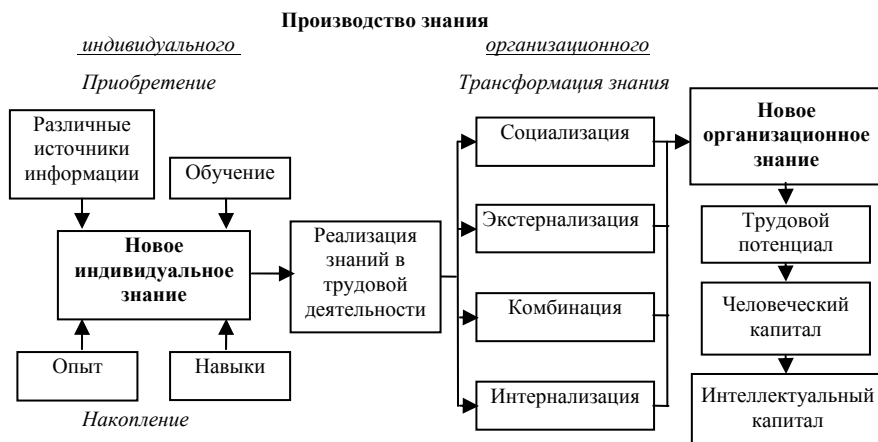 Производство знания
индивидуального
организационного
Приобретение
Трансформация знания
Различные
источники
информации
Обучение
Новое
индивидуальное
знание
Опыт
Навыки
Накопление
Реализация
знаний в
трудовой
деятельности
Социализация
Экстернализация
Комбинация
Интернализация
Новое
организационное
знание
Трудовой
потенциал
Человеческий
капитал
Интеллектуальный
капитал